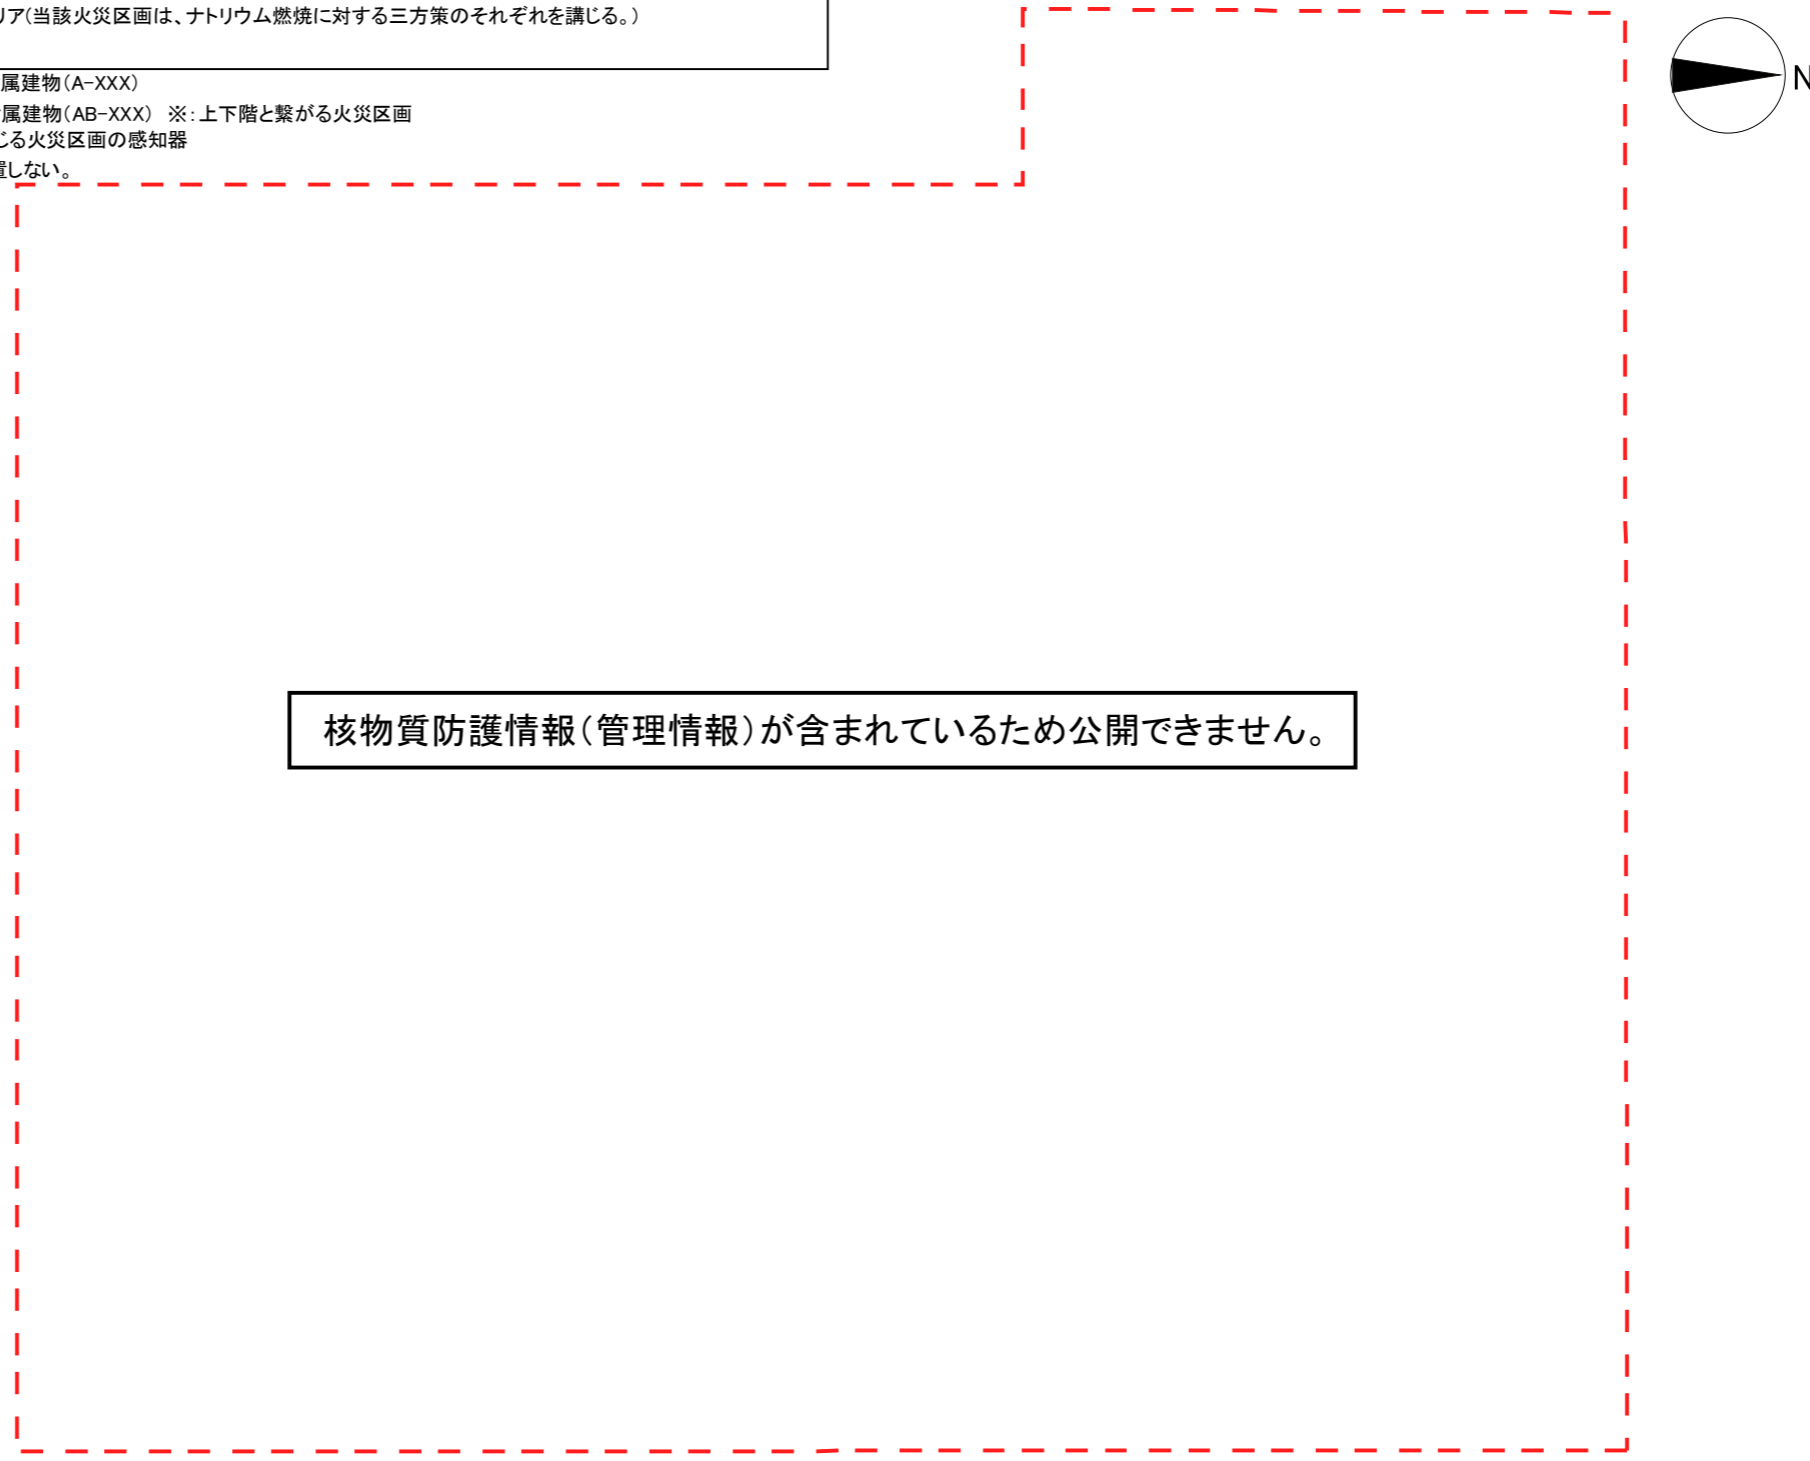 リア(当該火災区画は、ナトリウム燃焼に対する三方策のそれぞれを講じる。)
属建物(A-XXX)
属建物(AB-XXX) ※:上下階と繋がる火災区画
じる火災区画の感知器
置しない。
N
核物質防護情報(管理情報)が含まれているため公開できません。